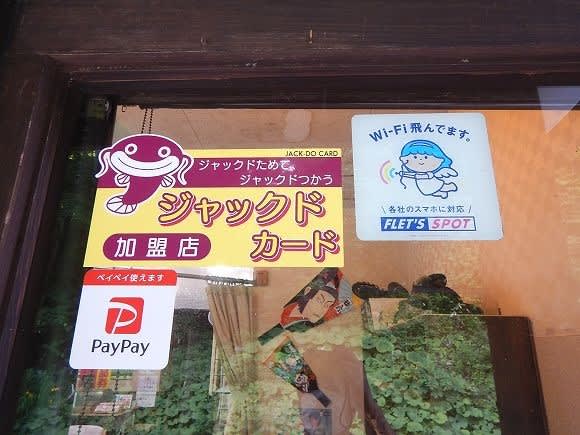 JACK-DO CARD
ジャックドためて
ジャックドつかう
ジャックド
カード
加盟店
Wi-Fi 飛んでます。
各社のスマホに対応
FLET'S SPOT
ペイペイ使えます
PayPay